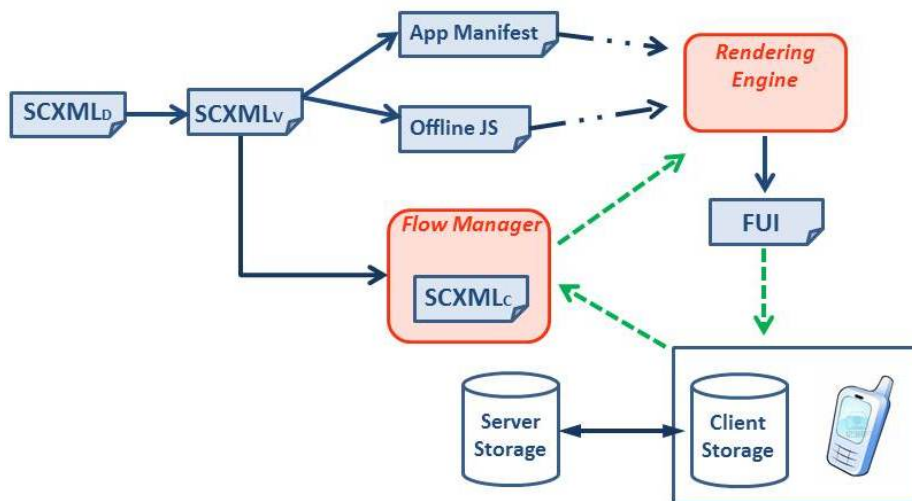 App Manifest
Rendering
Engine
SCXMLD
SCXMLV
Offline JS
Flow Manager
FUI
SCXMLC
Server
Storage
Client
Storage